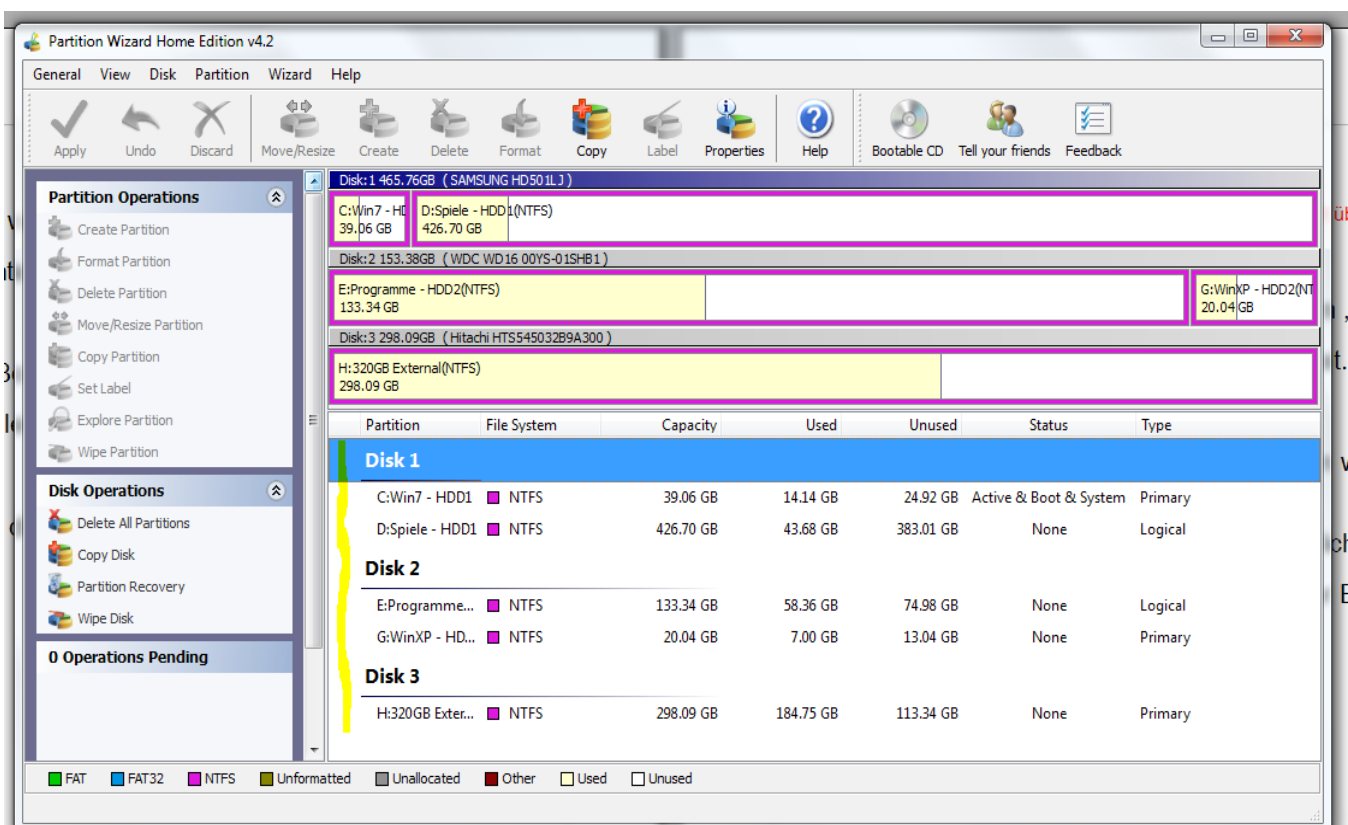 Partition Wizard Home Edition v4.2
General View Disk Partition Wizard Help
Apply Undo Discard Move/Resize Create Delete Format Copy Label Properties Help Bootable CD Tell your friends Feedback
Partition Operations
Create Partition
Format Partition
Delete Partition
Move/Resize Partition
Copy Partition
Set Label
Explore Partition
Wipe Partition
Disk Operations
Delete All Partitions
Copy Disk
Partition Recovery
Wipe Disk
0 Operations Pending
Disk:1 465.76GB (SAMSUNG HD501LJ)
C:Win7 - HD
39.06 GB
D:Spiele - HDD1(NTFS)
426.70 GB
Disk:2 153.38GB (WDC WD16 00YS-01SHB1)
E:Programme - HDD2(NTFS)
133.34 GB
G:WinXP - HDD2(NT
20.04 GB
Disk:3 298.09GB (Hitachi HTS545032B9A300)
H:320GB External(NTFS)
298.09 GB
Partition File System Capacity Used Unused Status Type
Disk 1
C:Win7 - HDD1 NTFS 39.06 GB 14.14 GB 24.92 GB Active & Boot & System Primary
D:Spiele - HDD1 NTFS 426.70 GB 43.68 GB 383.01 GB None Logical
Disk 2
E:Programme... NTFS 133.34 GB 58.36 GB 74.98 GB None Logical
G:WinXP - HD... NTFS 20.04 GB 7.00 GB 13.04 GB None Primary
Disk 3
H:320GB Exter... NTFS 298.09 GB 184.75 GB 113.34 GB None Primary
FAT FAT32 NTFS Unformatted Unallocated Other Used Unused